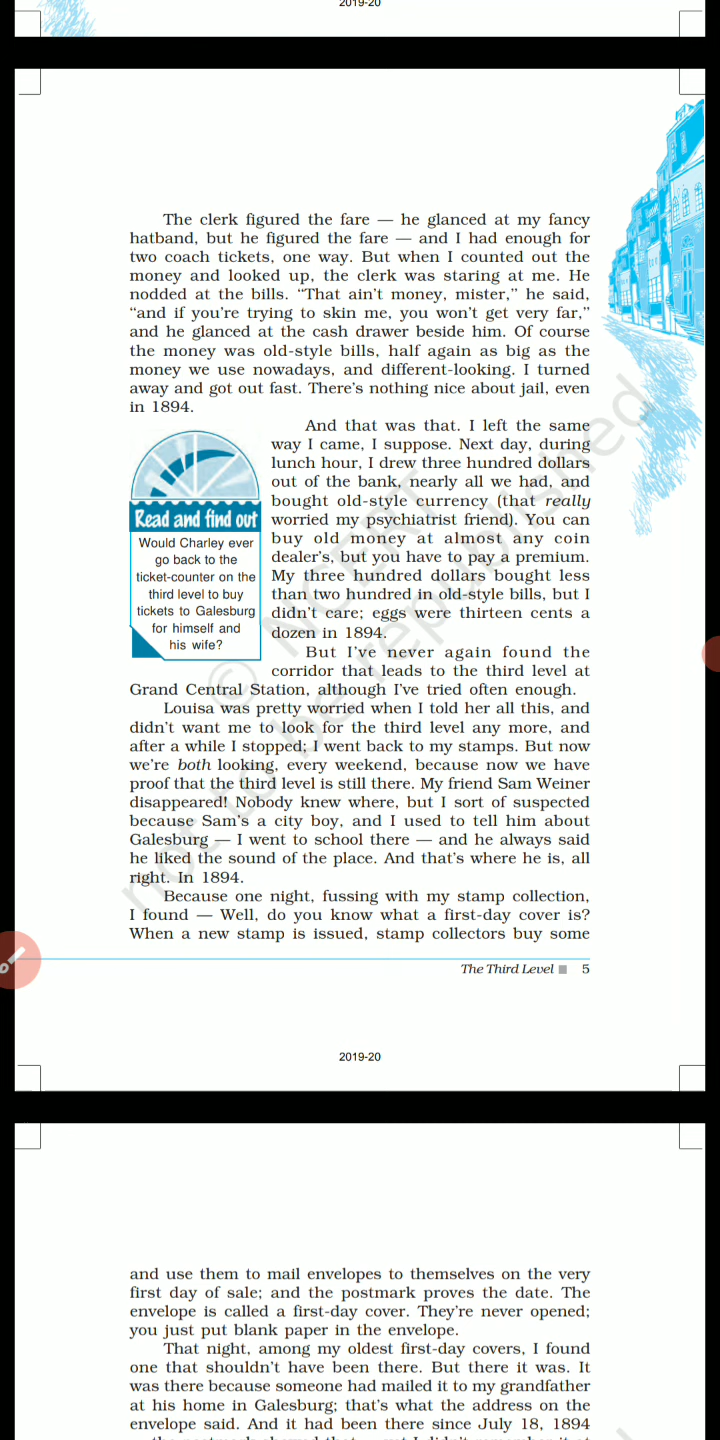 2019-20
The clerk figured the fare — he glanced at my fancy
hatband, but he figured the fare — and I had enough for
two coach tickets, one way. But when I counted out the
money and looked up, the clerk was staring at me. He
nodded at the bills. “That ain’t money, mister,” he said,
“and if you’re trying to skin me, you won’t get very far,”
and he glanced at the cash drawer beside him. Of course
the money was old-style bills, half again as big as the
money we use nowadays, and different-looking. I turned
away and got out fast. There’s nothing nice about jail, even
in 1894.
And that was that. I left the same
way I came, I suppose. Next day, during
lunch hour, I drew three hundred dollars
out of the bank, nearly all we had, and
bought old-style currency (that really
worried my psychiatrist friend). You can
buy old money at almost any coin
dealer’s, but you have to pay a premium.
My three hundred dollars bought less
than two hundred in old-style bills, but I
didn’t care; eggs were thirteen cents a
dozen in 1894.
Read and find out
Would Charley ever
go back to the
ticket-counter on the
third level to buy
tickets to Galesburg
for himself and
his wife?
But I’ve never again found the
corridor that leads to the third level at
Grand Central Station, although I’ve tried often enough.
Louisa was pretty worried when I told her all this, and
didn’t want me to look for the third level any more, and
after a while I stopped; I went back to my stamps. But now
we’re both looking, every weekend, because now we have
proof that the third level is still there. My friend Sam Weiner
disappeared! Nobody knew where, but I sort of suspected
because Sam’s a city boy, and I used to tell him about
Galesburg — I went to school there — and he always said
he liked the sound of the place. And that’s where he is, all
right. In 1894.
Because one night, fussing with my stamp collection,
I found — Well, do you know what a first-day cover is?
When a new stamp is issued, stamp collectors buy some
The Third Level 5
2019-20
© NCERT
not to be republished
and use them to mail envelopes to themselves on the very
first day of sale; and the postmark proves the date. The
envelope is called a first-day cover. They’re never opened;
you just put blank paper in the envelope.
That night, among my oldest first-day covers, I found
one that shouldn’t have been there. But there it was. It
was there because someone had mailed it to my grandfather
at his home in Galesburg; that’s what the address on the
envelope said. And it had been there since July 18, 1894